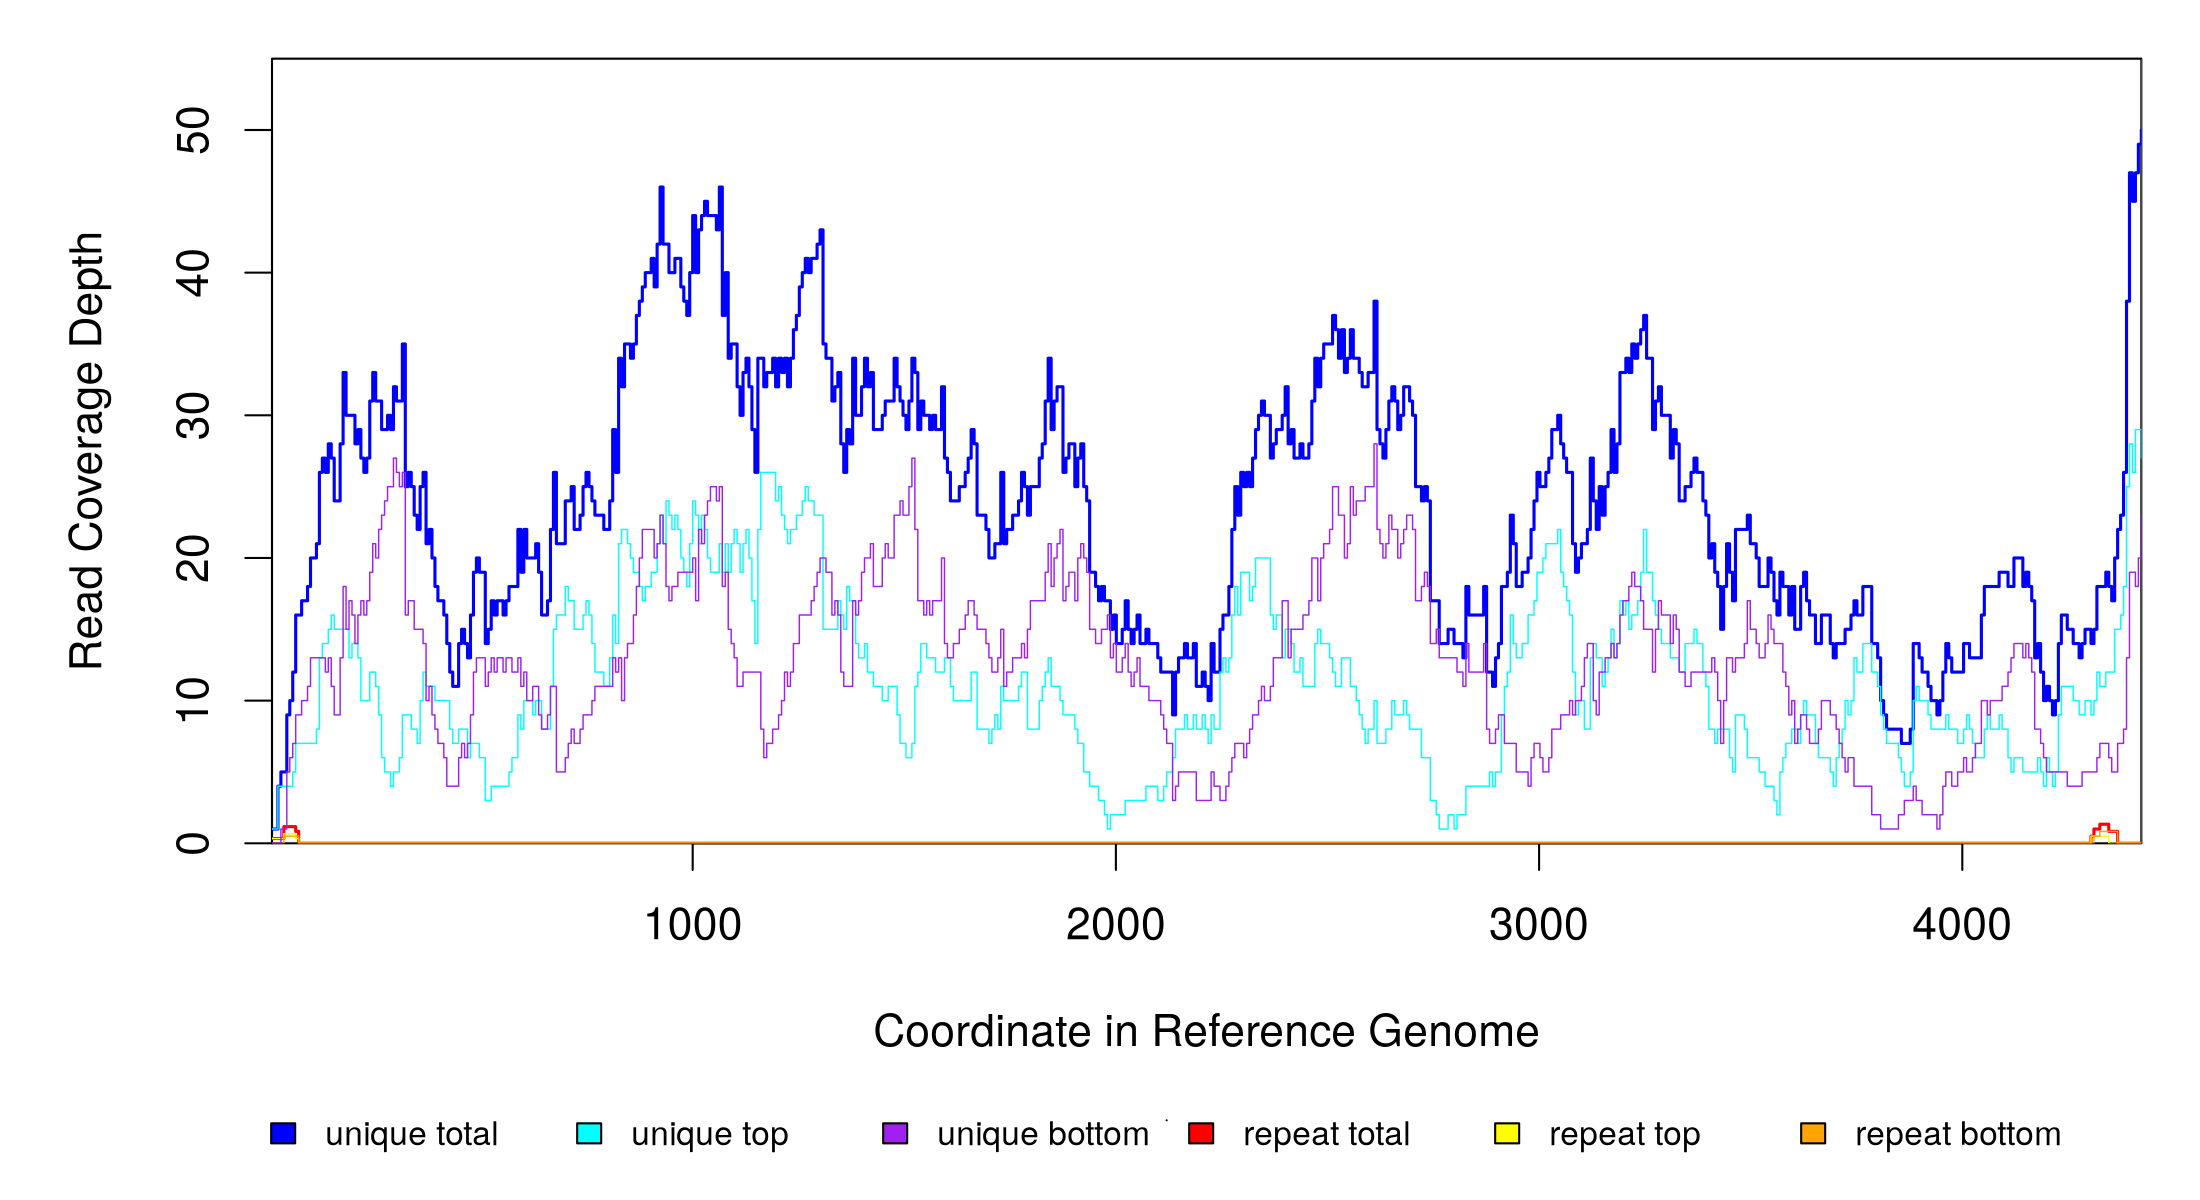 Read Coverage Depth
50
40
30
20
10
0
1000 2000 3000 4000
Coordinate in Reference Genome
unique total unique top unique bottom repeat total repeat top repeat bottom